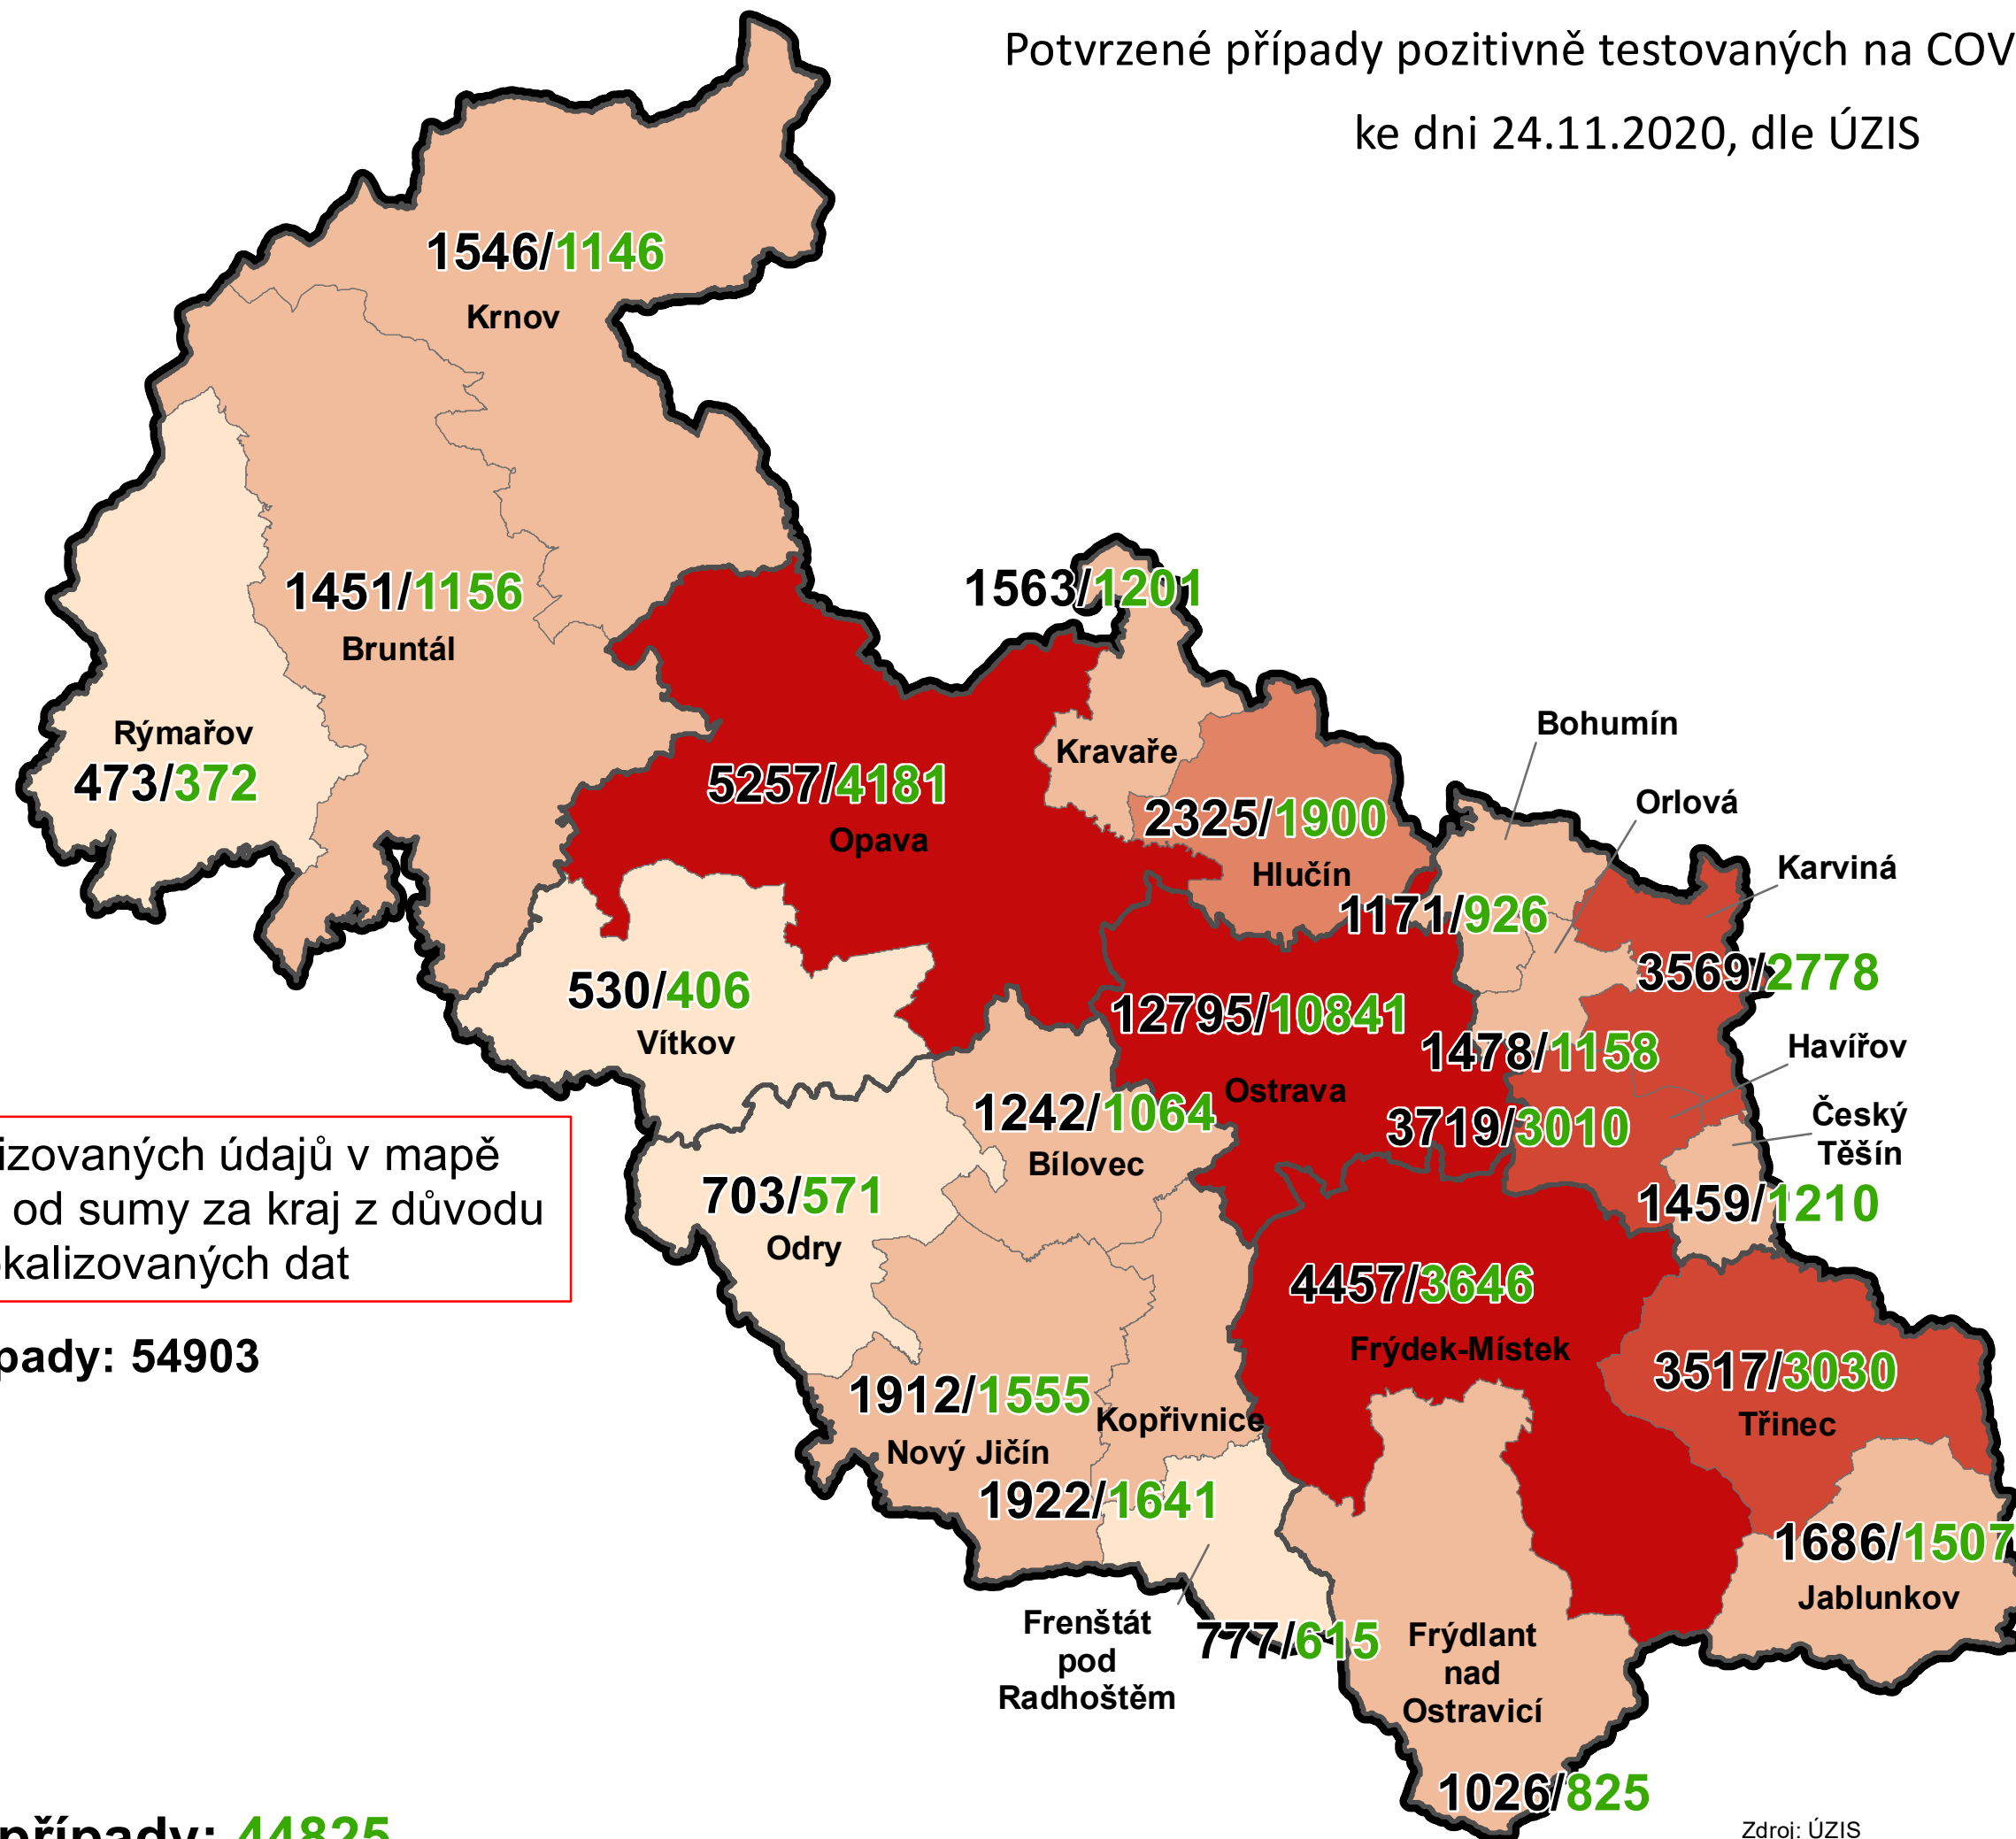 Potvrzené případy pozitivně testovaných na COV
ke dni 24.11.2020, dle ÚZIS
1546/1146
Krnov
1451/1156
Bruntál
Rýmařov
473/372
1563/1201
Kravaře
5257/4181
Opava
2325/1900
Hlučín
Bohumín
Orlová
Karviná
1171/926
3569/2778
530/406
Vítkov
12795/10841
Ostrava
1478/1158
Havířov
3719/3010
Český
Těšín
1459/1210
1242/1064
Bílovec
703/571
Odry
izovaných údajů v mapě
od sumy za kraj z důvodu
kalizovaných dat
pady: 54903
4457/3646
Frýdek-Místek
3517/3030
Třinec
1912/1555
Nový Jičín
Kopřivnice
1922/1641
1686/1507
Jablunkov
Frenštát
pod
Radhoštěm
777/615
Frýdlant
nad
Ostravicí
1026/825
případy: 44825
Zdroj: ÚZIS